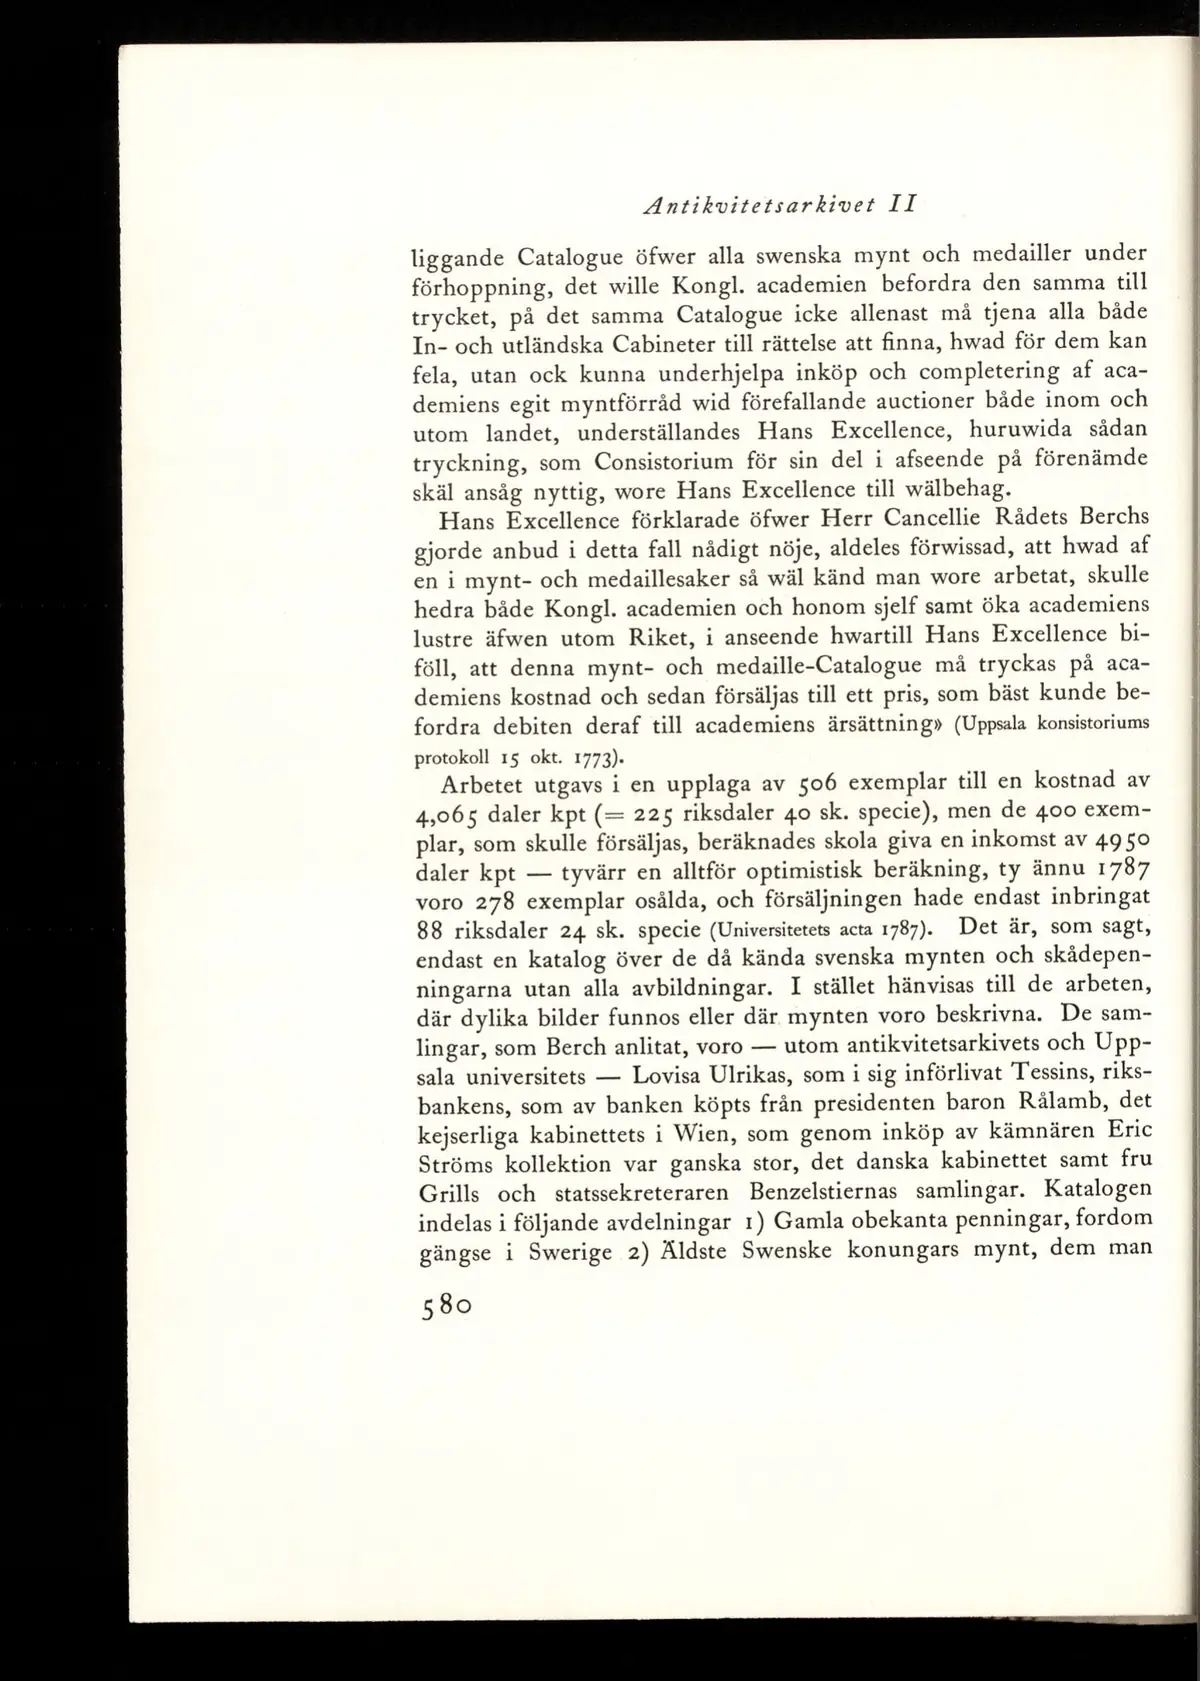 Antikvitetsarkivet II
liggande Catalogue öfwer alla swenska mynt och medailler under
förhoppning, det wille Kongl. academien befordra den samma till
trycket, på det samma Catalogue icke allenast må tjena alla både
In- och utländska Cabineter till rättelse att finna, hwad för dem kan
fela, utan ock kunna underhjelpa inköp och completering af aca-
demiens egit myntförråd wid förefallande auctioner både inom och
utom landet, underställandes Hans Excellence, huruwida sådan
tryckning, som Consistorium för sin del i afseende på förenämde
skäl ansåg nyttig, wore Hans Excellence till wälbehag.
Hans Excellence förklarade öfwer Herr Cancellie Rådets Berchs
gjorde anbud i detta fall nådigt nöje, aldeles förwissad, att hwad af
en i mynt- och medaillesaker så wäl känd man wore arbetat, skulle
hedra både Kongl. academien och honom sjelf samt öka academiens
lustre äfwen utom Riket, i anseende hwartill Hans Excellence bi-
föll, att denna mynt- och medaille-Catalogue må tryckas på aca-
demiens kostnad och sedan försäljas till ett pris, som bäst kunde be-
fordra debiten deraf till academiens ärsättning» (Uppsala konsistoriums
protokoll 15 okt. 1773).
Arbetet utgavs i en upplaga av 506 exemplar till en kostnad av
4,065 daler kpt (= 225 riksdaler 40 sk. specie), men de 400 exem-
plar, som skulle försäljas, beräknades skola giva en inkomst av 4950
daler kpt — tyvärr en alltför optimistisk beräkning, ty ännu 1787
voro 278 exemplar osålda, och försäljningen hade endast inbringat
88 riksdaler 24 sk. specie (Universitetets acta 1787). Det är, som sagt,
endast en katalog över de då kända svenska mynten och skådepen-
ningarna utan alla avbildningar. I stället hänvisas till de arbeten,
där dylika bilder funnos eller där mynten voro beskrivna. De sam-
lingar, som Berch anlitat, voro — utom antikvitetsarkivets och Upp-
sala universitets — Lovisa Ulrikas, som i sig införlivat Tessins, riks-
bankens, som av banken köpts från presidenten baron Rålamb, det
kejserliga kabinettets i Wien, som genom inköp av kämnären Eric
Ströms kollektion var ganska stor, det danska kabinettet samt fru
Grills och statssekreteraren Benzelstiernas samlingar. Katalogen
indelas i följande avdelningar 1) Gamla obekanta penningar, fordom
gängse i Swerige 2) Äldste Swenske konungars mynt, dem man
580